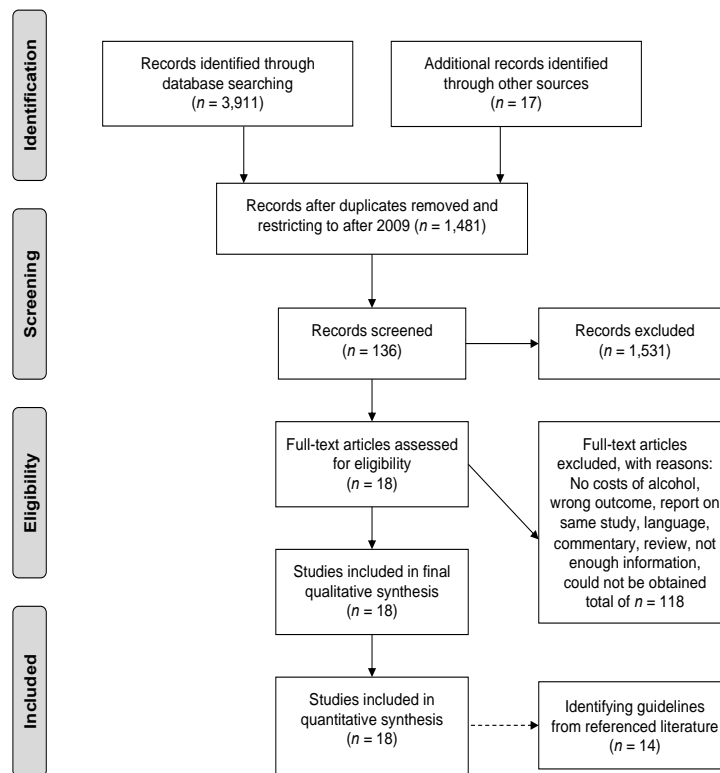 Identification
Records identified through
database searching
(n = 3,911)
Additional records identified
through other sources
(n = 17)
Records after duplicates removed and
restricting to after 2009 (n = 1,481)
Screening
Records screened
(n = 136)
Records excluded
(n = 1,531)
Eligibility
Full-text articles assessed
for eligibility
(n = 18)
Full-text articles
excluded, with reasons:
No costs of alcohol,
wrong outcome, report on
same study, language,
commentary, review, not
enough information,
could not be obtained
total of n = 118
Studies included in final
qualitative synthesis
(n = 18)
Included
Studies included in
quantitative synthesis
(n = 18)
Identifying guidelines
from referenced literature
(n = 14)